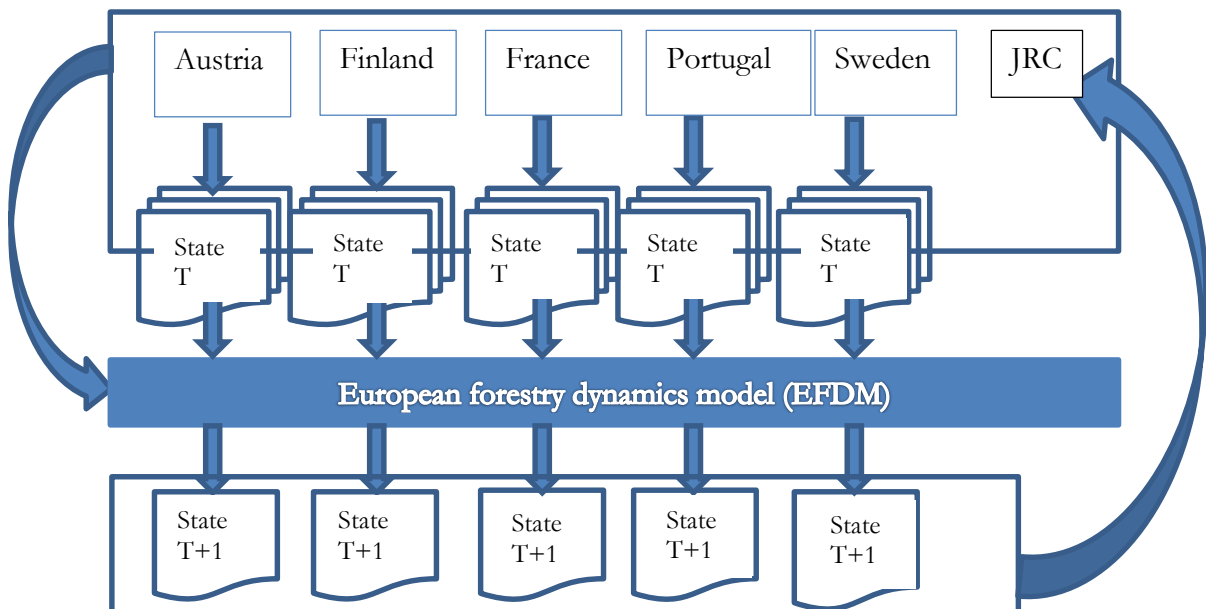 Austria
Finland
France
Portugal
Sweden
JRC
State
T
State
T
State
T
State
T
State
T
European forestry dynamics model (EFDM)
State
T+1
State
T+1
State
T+1
State
T+1
State
T+1